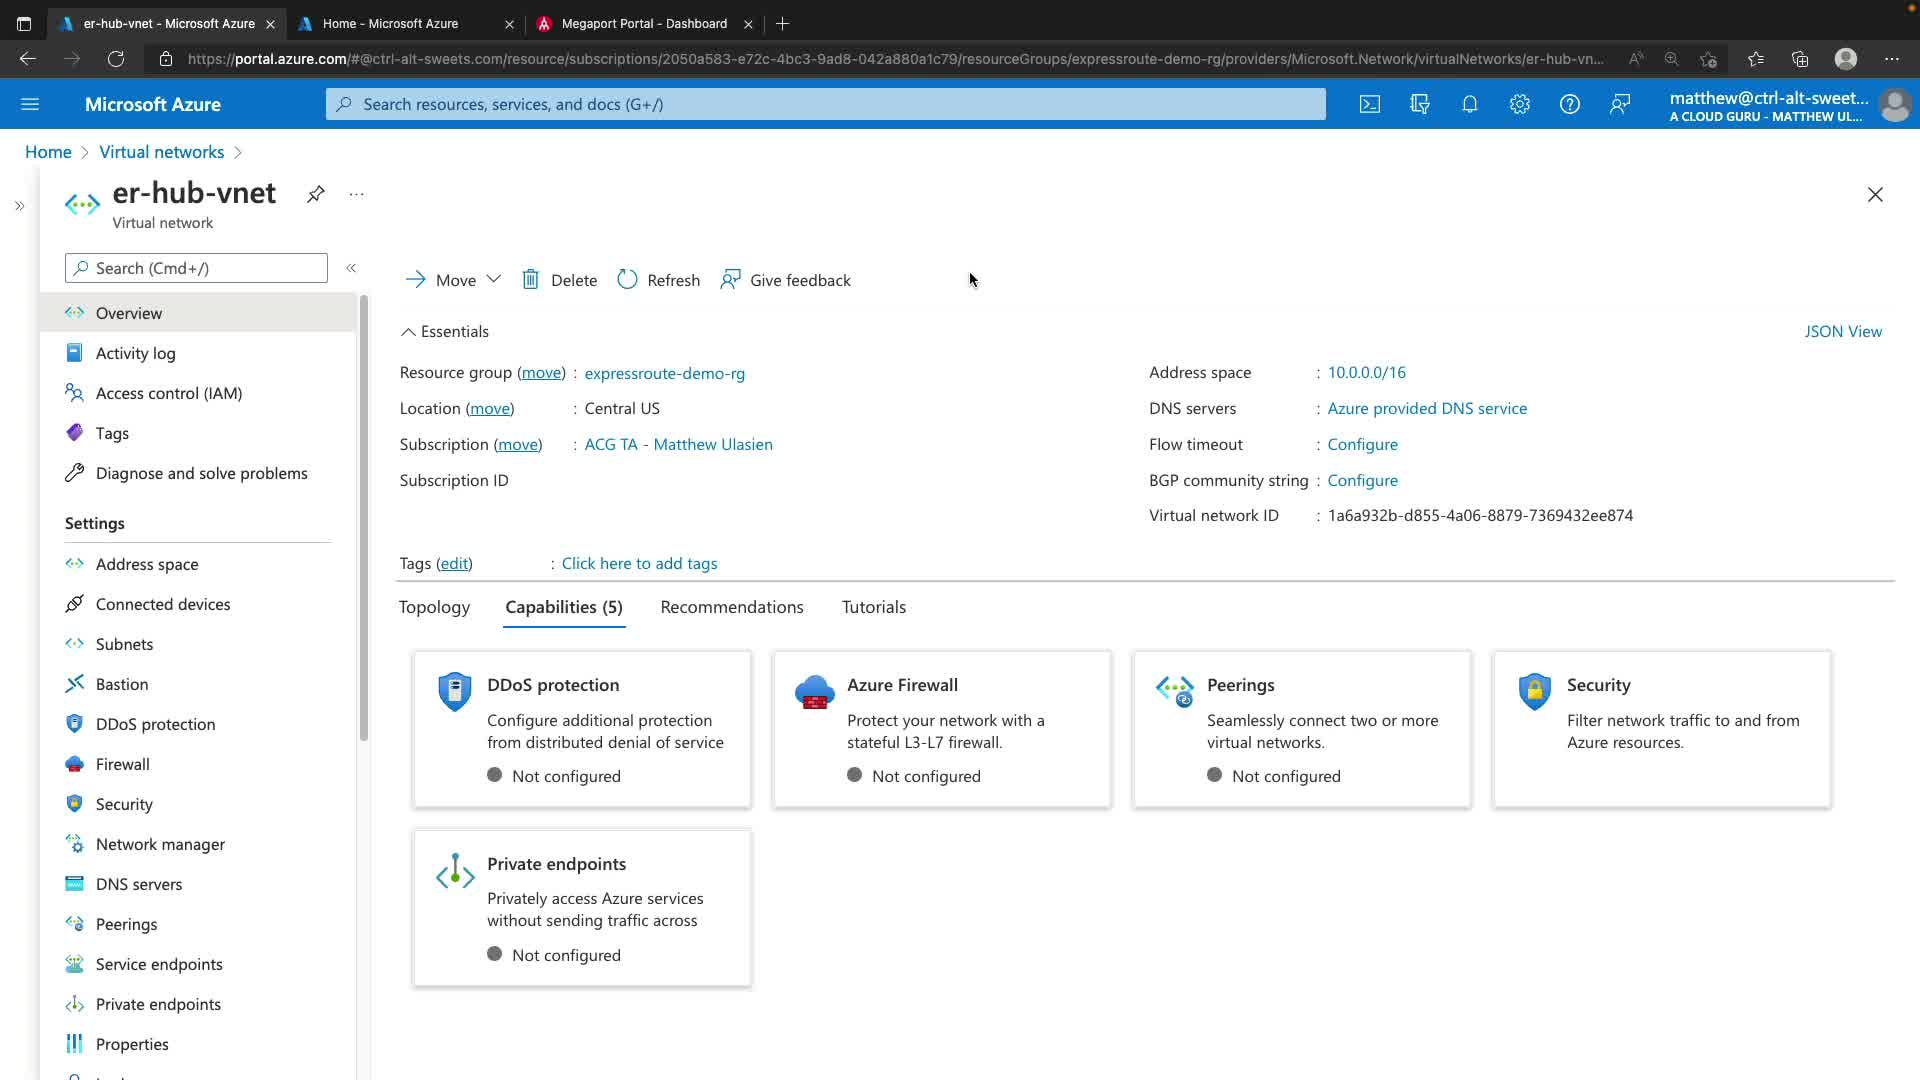 er-hub-vnet - Microsoft Azure
Home - Microsoft Azure
Megaport Portal - Dashboard
https://portal.azure.com/#@ctrl-alt-sweets.com/resource/subscriptions/2050a583-e72c-4bc3-9ad8-042a880a1c79/resourceGroups/expressroute-demo-rg/providers/Microsoft.Network/virtualNetworks/er-hub-vn...
Microsoft Azure
Search resources, services, and docs (G+/)
matthew@ctrl-alt-sweet...
A CLOUD GURU - MATTHEW UL...
Home > Virtual networks >
er-hub-vnet
Virtual network
Search (Cmd+/)
Overview
Activity log
Access control (IAM)
Tags
Diagnose and solve problems
Settings
Address space
Connected devices
Subnets
Bastion
DDoS protection
Firewall
Security
Network manager
DNS servers
Peerings
Service endpoints
Private endpoints
Properties
Move
Delete
Refresh
Give feedback
Essentials
JSON View
Resource group (move) : expressroute-demo-rg
Location (move) : Central US
Subscription (move) : ACG TA - Matthew Ulasien
Subscription ID
Address space : 10.0.0.0/16
DNS servers : Azure provided DNS service
Flow timeout : Configure
BGP community string : Configure
Virtual network ID : 1a6a932b-d855-4a06-8879-7369432ee874
Tags (edit) : Click here to add tags
Topology
Capabilities (5)
Recommendations
Tutorials
DDoS protection
Configure additional protection
from distributed denial of service
Not configured
Azure Firewall
Protect your network with a
stateful L3-L7 firewall.
Not configured
Peerings
Seamlessly connect two or more
virtual networks.
Not configured
Security
Filter network traffic to and from
Azure resources.
Private endpoints
Privately access Azure services
without sending traffic across
Not configured